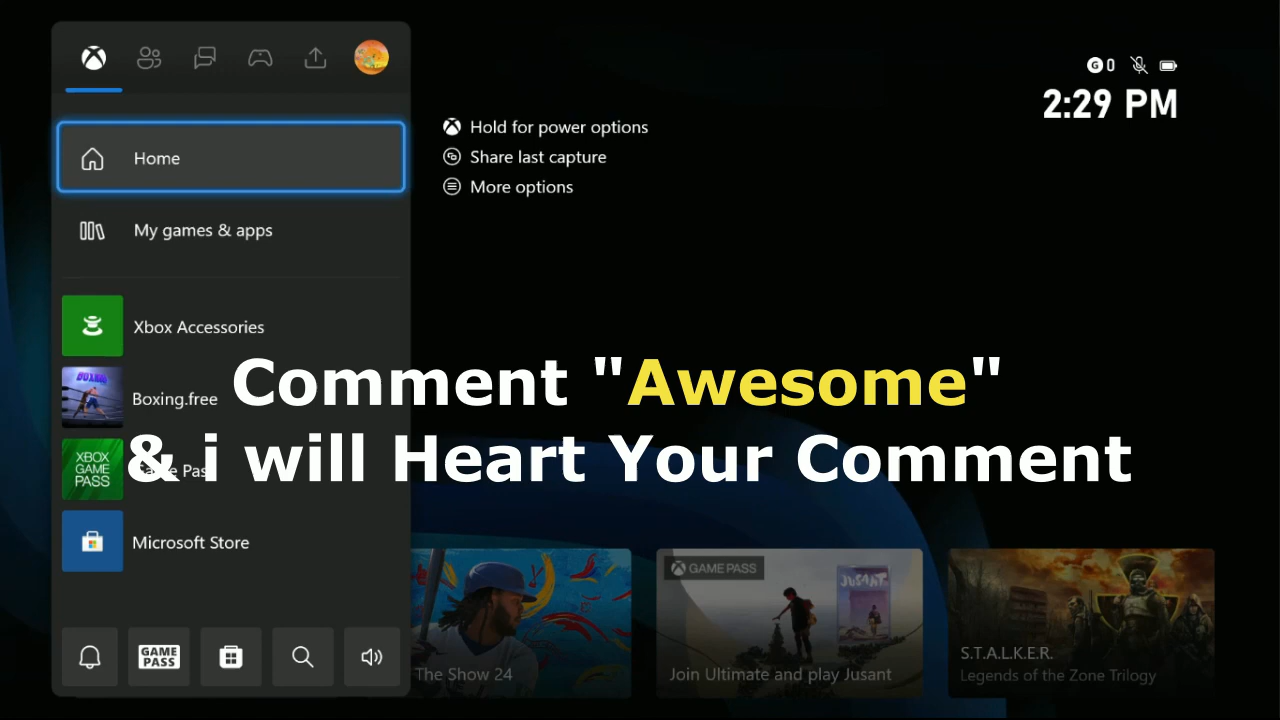 G 0
2:29 PM
Hold for power options
Share last capture
More options
Home
My games & apps
Xbox Accessories
Boxing.free
Comment "Awesome"
& i will Heart Your Comment
XBOX
GAME
PASS
Microsoft Store
GAME PASS
JUSANT
The Show 24
Join Ultimate and play Jusant
S.T.A.L.K.E.R.
Legends of the Zone Trilogy
GAME
PASS